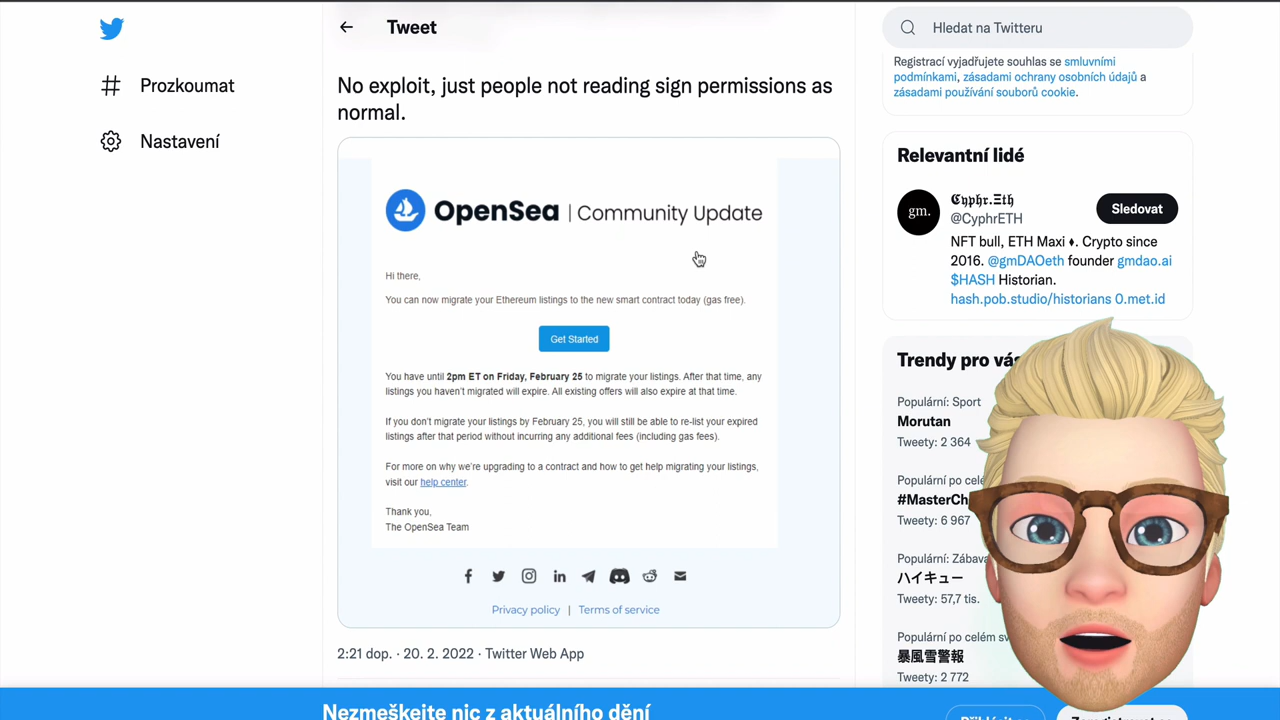 Tweet
Hledat na Twitteru
Prozkoumat
Nastavení
No exploit, just people not reading sign permissions as
normal.
OpenSea | Community Update
Hi there,
You can now migrate your Ethereum listings to the new smart contract today (gas free).
Get Started
You have until 2pm ET on Friday, February 25 to migrate your listings. After that time, any
listings you haven't migrated will expire. All existing offers will also expire at that time.
If you don't migrate your listings by February 25, you will still be able to re-list your expired
listings after that period without incurring any additional fees (including gas fees).
For more on why we're upgrading to a contract and how to get help migrating your listings,
visit our help center.
Thank you,
The OpenSea Team
Privacy policy | Terms of service
2:21 dop. · 20. 2. 2022 · Twitter Web App
Registrací vyjadřujete souhlas se smluvními
podmínkami, zásadami ochrany osobních údajů a
zásadami používání souborů cookie.
Relevantní lidé
gm.
ℭ𝔶𝔭𝔥𝔯.Ξ𝔱𝔥
@CyphrETH
Sledovat
NFT bull, ETH Maxi ♦. Crypto since
2016. @gmDAOeth founder gmdao.ai
$HASH Historian.
hash.pob.studio/historians 0.met.id
Trendy pro vás
Populární: Sport
Morutan
Tweety: 2 364
Populární po
Tweety: 6 967
Populární: Zábava
ハイキュー
Tweety: 57,7 tis.
Populární po celém
暴風雪警報
Tweety: 2 772
Nezmeškejte nic z aktuálního dění